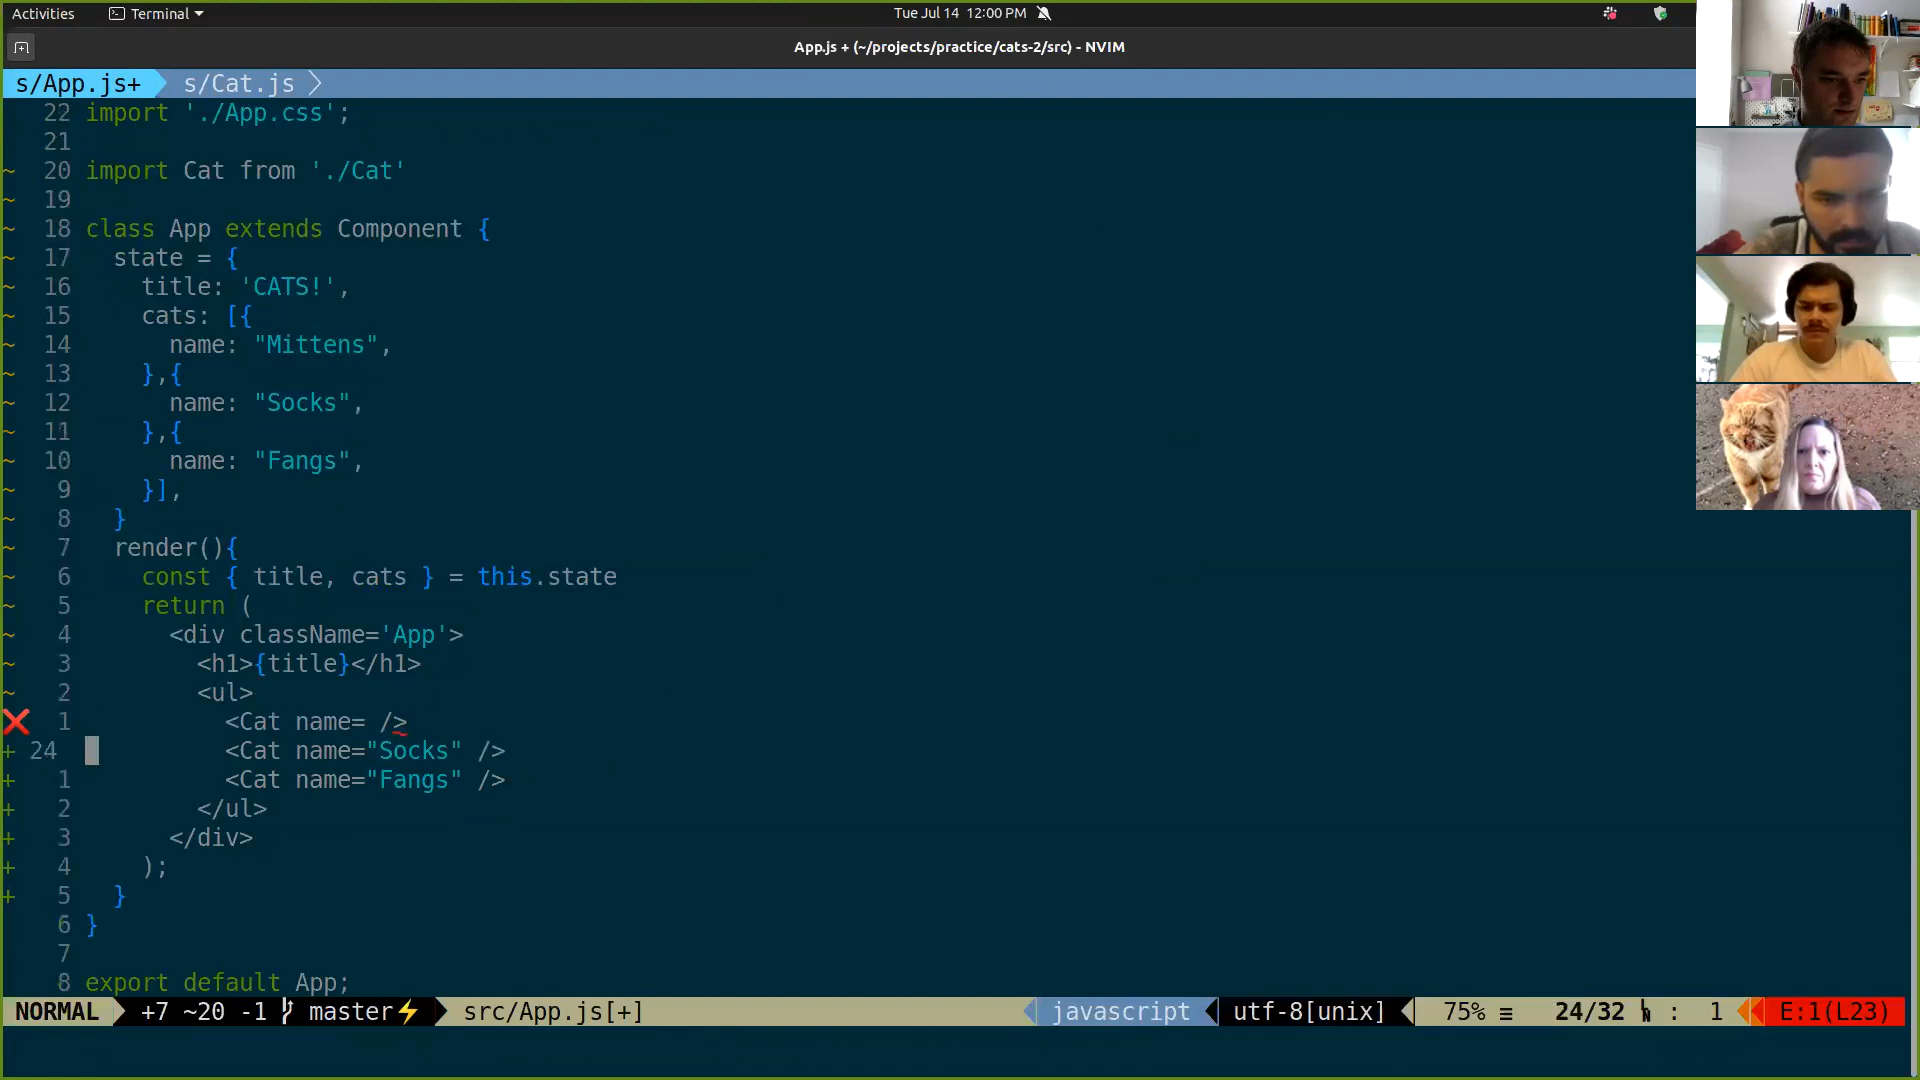 Activities Terminal Tue Jul 14 12:00 PM
App.js + (~/projects/practice/cats-2/src) - NVIM
s/App.js+ s/Cat.js
22 import './App.css';
21
~ 20 import Cat from './Cat'
~ 19
~ 18 class App extends Component {
~ 17 state = {
~ 16 title: 'CATS!',
~ 15 cats: [{
~ 14 name: "Mittens",
~ 13 },{
~ 12 name: "Socks",
~ 11 },{
~ 10 name: "Fangs",
~ 9 }],
~ 8 }
~ 7 render(){
~ 6 const { title, cats } = this.state
~ 5 return (
~ 4 <div className='App'>
~ 3 <h1>{title}</h1>
~ 2 <ul>
❌ 1 <Cat name= />
+ 24 <Cat name="Socks" />
+ 1 <Cat name="Fangs" />
+ 2 </ul>
+ 3 </div>
+ 4 );
+ 5 }
6 }
7
8 export default App;
NORMAL +7 ~20 -1 master⚡ src/App.js[+] javascript utf-8[unix] 75% ≡ 24/32 : 1 E:1(L23)